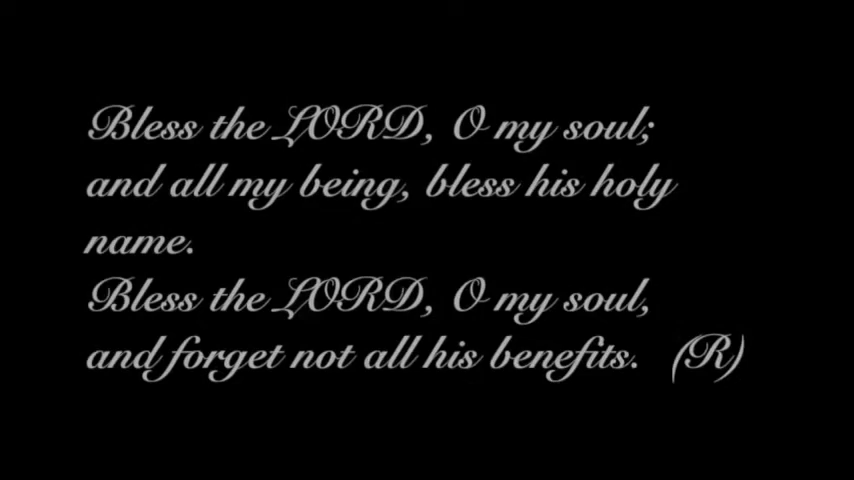 Bless the LORD, O my soul;
and all my being, bless his holy
name.
Bless the LORD, O my soul,
and forget not all his benefits. (R)